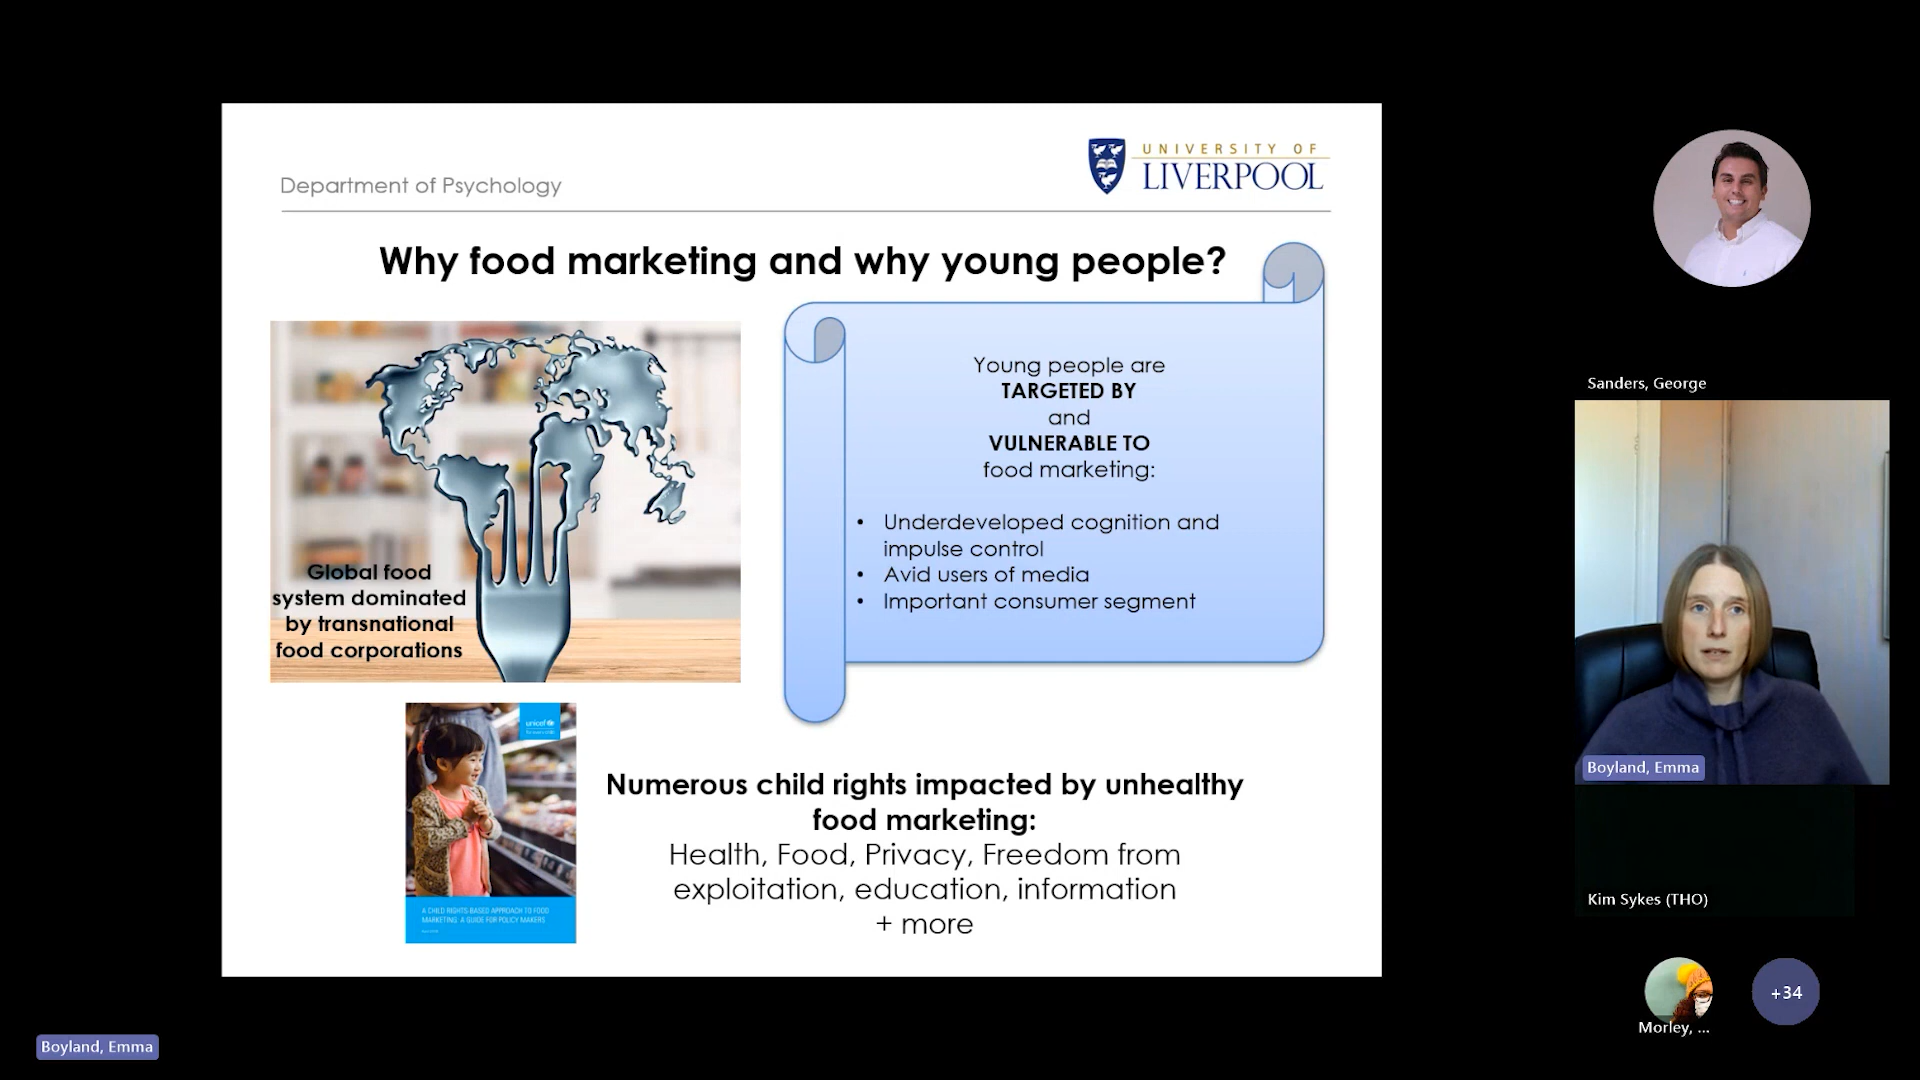 Department of Psychology
UNIVERSITY OF
LIVERPOOL
Why food marketing and why young people?
Global food
system dominated
by transnational
food corporations
Young people are
TARGETED BY
and
VULNERABLE TO
food marketing:
• Underdeveloped cognition and
impulse control
• Avid users of media
• Important consumer segment
unicef
A CHILD RIGHTS-BASED APPROACH TO FOOD
MARKETING: A GUIDE FOR POLICY MAKERS
Numerous child rights impacted by unhealthy
food marketing:
Health, Food, Privacy, Freedom from
exploitation, education, information
+ more
Sanders, George
Boyland, Emma
Kim Sykes (THO)
Morley, ...
+34
Boyland, Emma